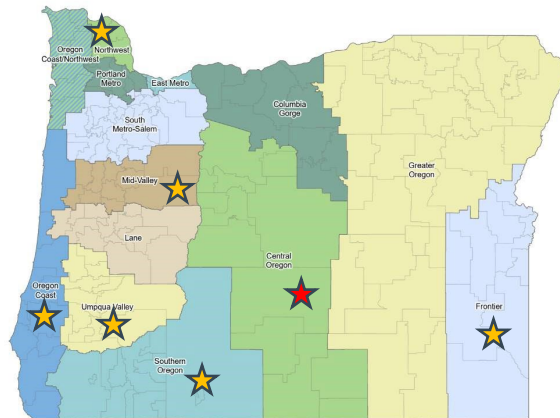 Oregon
Coast/Northwest
Northwest
Portland
Metro
East Metro
Columbia
Gorge
South
Metro-Salem
Greater
Oregon
Mid-Valley
Lane
Central
Oregon
Oregon
Coast
Umpqua Valley
Frontier
Southern
Oregon